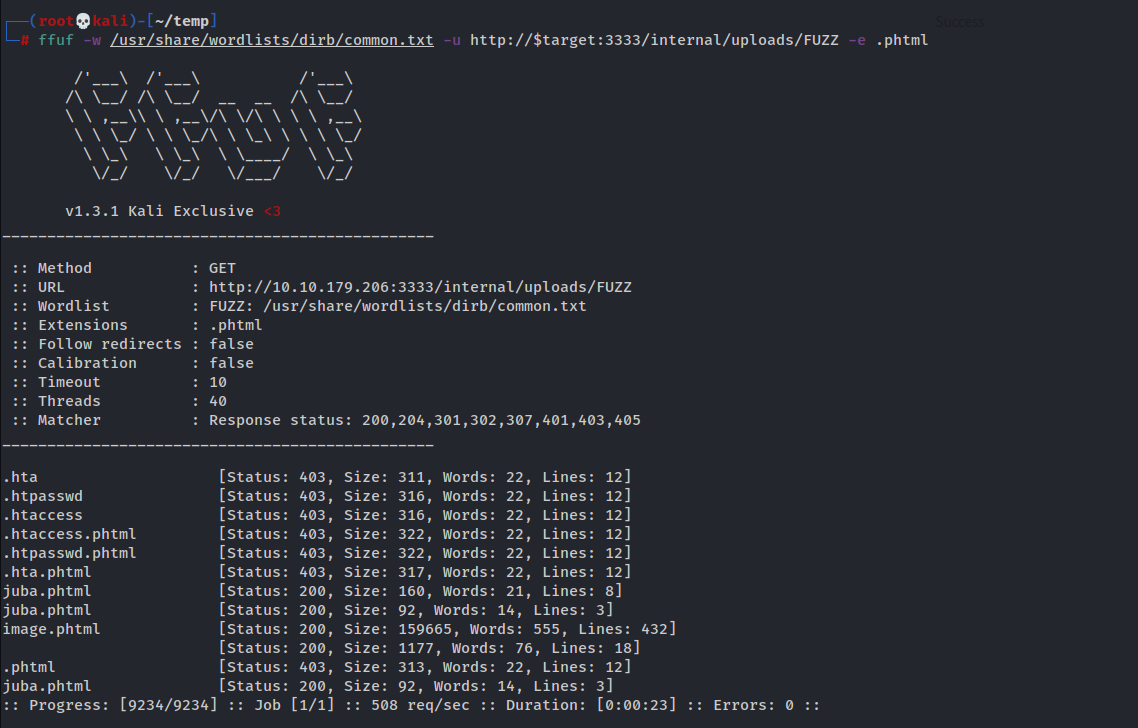 ┌──(root💀kali)-[~/temp]
└─# ffuf -w /usr/share/wordlists/dirb/common.txt -u http://$target:3333/internal/uploads/FUZZ -e .phtml
Success
        /'___\  /'___\           /'___\
       /\ \__/ /\ \__/  __  __  /\ \__/
       \ \ ,__\\ \ ,__\/\ \/\ \ \ \ ,__\
        \ \ \_/ \ \ \_/\ \ \_\ \ \ \ \_/
         \ \_\   \ \_\  \ \____/  \ \_\
          \/_/    \/_/   \/___/    \/_/
       v1.3.1 Kali Exclusive <3
________________________________________________
 :: Method           : GET
 :: URL              : http://10.10.179.206:3333/internal/uploads/FUZZ
 :: Wordlist         : FUZZ: /usr/share/wordlists/dirb/common.txt
 :: Extensions       : .phtml
 :: Follow redirects : false
 :: Calibration      : false
 :: Timeout          : 10
 :: Threads          : 40
 :: Matcher          : Response status: 200,204,301,302,307,401,403,405
________________________________________________
.hta                    [Status: 403, Size: 311, Words: 22, Lines: 12]
.htpasswd               [Status: 403, Size: 316, Words: 22, Lines: 12]
.htaccess               [Status: 403, Size: 316, Words: 22, Lines: 12]
.htaccess.phtml         [Status: 403, Size: 322, Words: 22, Lines: 12]
.htpasswd.phtml         [Status: 403, Size: 322, Words: 22, Lines: 12]
.hta.phtml              [Status: 403, Size: 317, Words: 22, Lines: 12]
juba.phtml              [Status: 200, Size: 160, Words: 21, Lines: 8]
juba.phtml              [Status: 200, Size: 92, Words: 14, Lines: 3]
image.phtml             [Status: 200, Size: 159665, Words: 555, Lines: 432]
                        [Status: 200, Size: 1177, Words: 76, Lines: 18]
.phtml                  [Status: 403, Size: 313, Words: 22, Lines: 12]
juba.phtml              [Status: 200, Size: 92, Words: 14, Lines: 3]
:: Progress: [9234/9234] :: Job [1/1] :: 508 req/sec :: Duration: [0:00:23] :: Errors: 0 ::